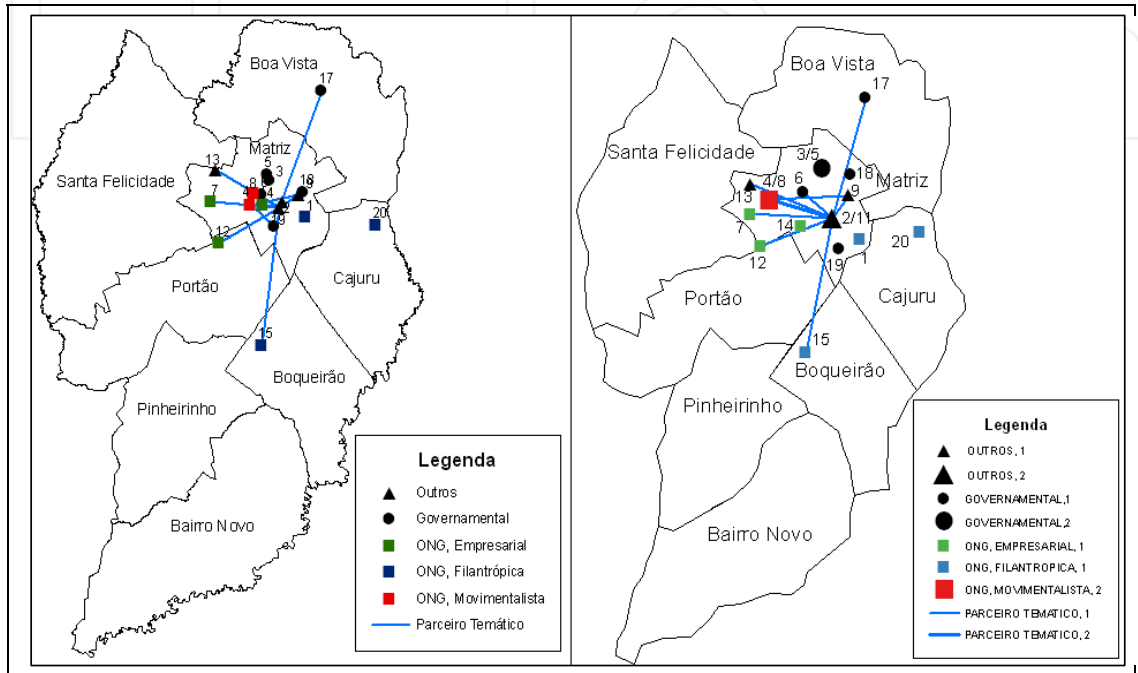 Boa Vista
17
Matriz
Santa Felicidade
13
5
3
7
8
4
18
9
2
1
20
12
19
Portão
Cajuru
15
Boqueirão
Pinheirinho
Bairro Novo
Legenda
Outros
Governamental
ONG, Empresarial
ONG, Filantrópica
ONG, Movimentalista
Parceiro Temático
Boa Vista
17
3/5
Santa Felicidade
4/8
6
18
Matriz
13
9
2/11
7
14
20
12
19
1
Portão
Cajuru
15
Boqueirão
Pinheirinho
Bairro Novo
Legenda
OUTROS, 1
OUTROS, 2
GOVERNAMENTAL,1
GOVERNAMENTAL,2
ONG, EMPRESARIAL, 1
ONG, FILANTROPICA, 1
ONG, MOVIMENTALISTA, 2
PARCEIRO TEMATICO, 1
PARCEIRO TEMATICO, 2